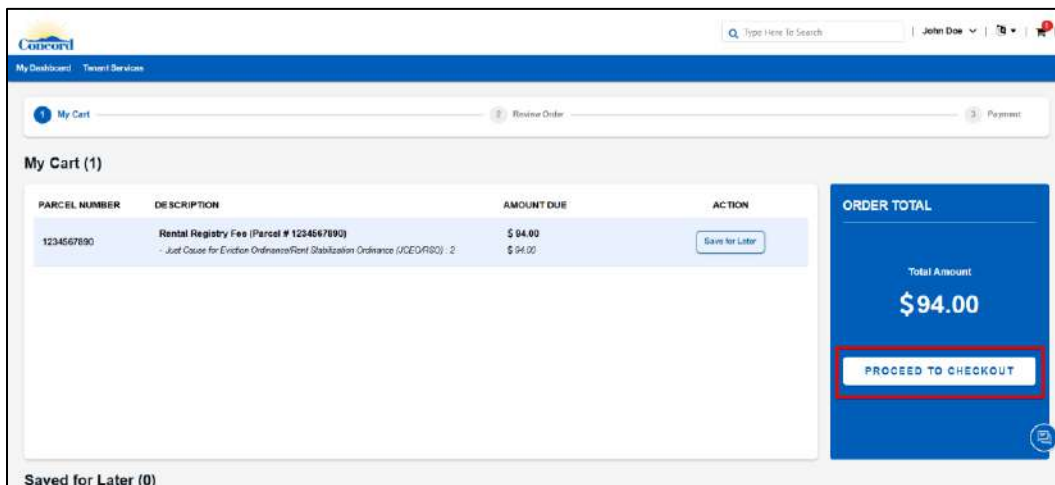 Concord
Type Here To Search
John Doe
My Dashboard Tenant Services
1 My Cart
2 Review Order
3 Payment
My Cart (1)
PARCEL NUMBER DESCRIPTION AMOUNT DUE ACTION
1234567890 Rental Registry Fee (Parcel # 1234567890) $ 94.00 Save for Later
- Just Cause for Eviction Ordinance/Rent Stabilization Ordinance (JCEO/RSO) : 2 $ 94.00
ORDER TOTAL
Total Amount
$94.00
PROCEED TO CHECKOUT
Saved for Later (0)